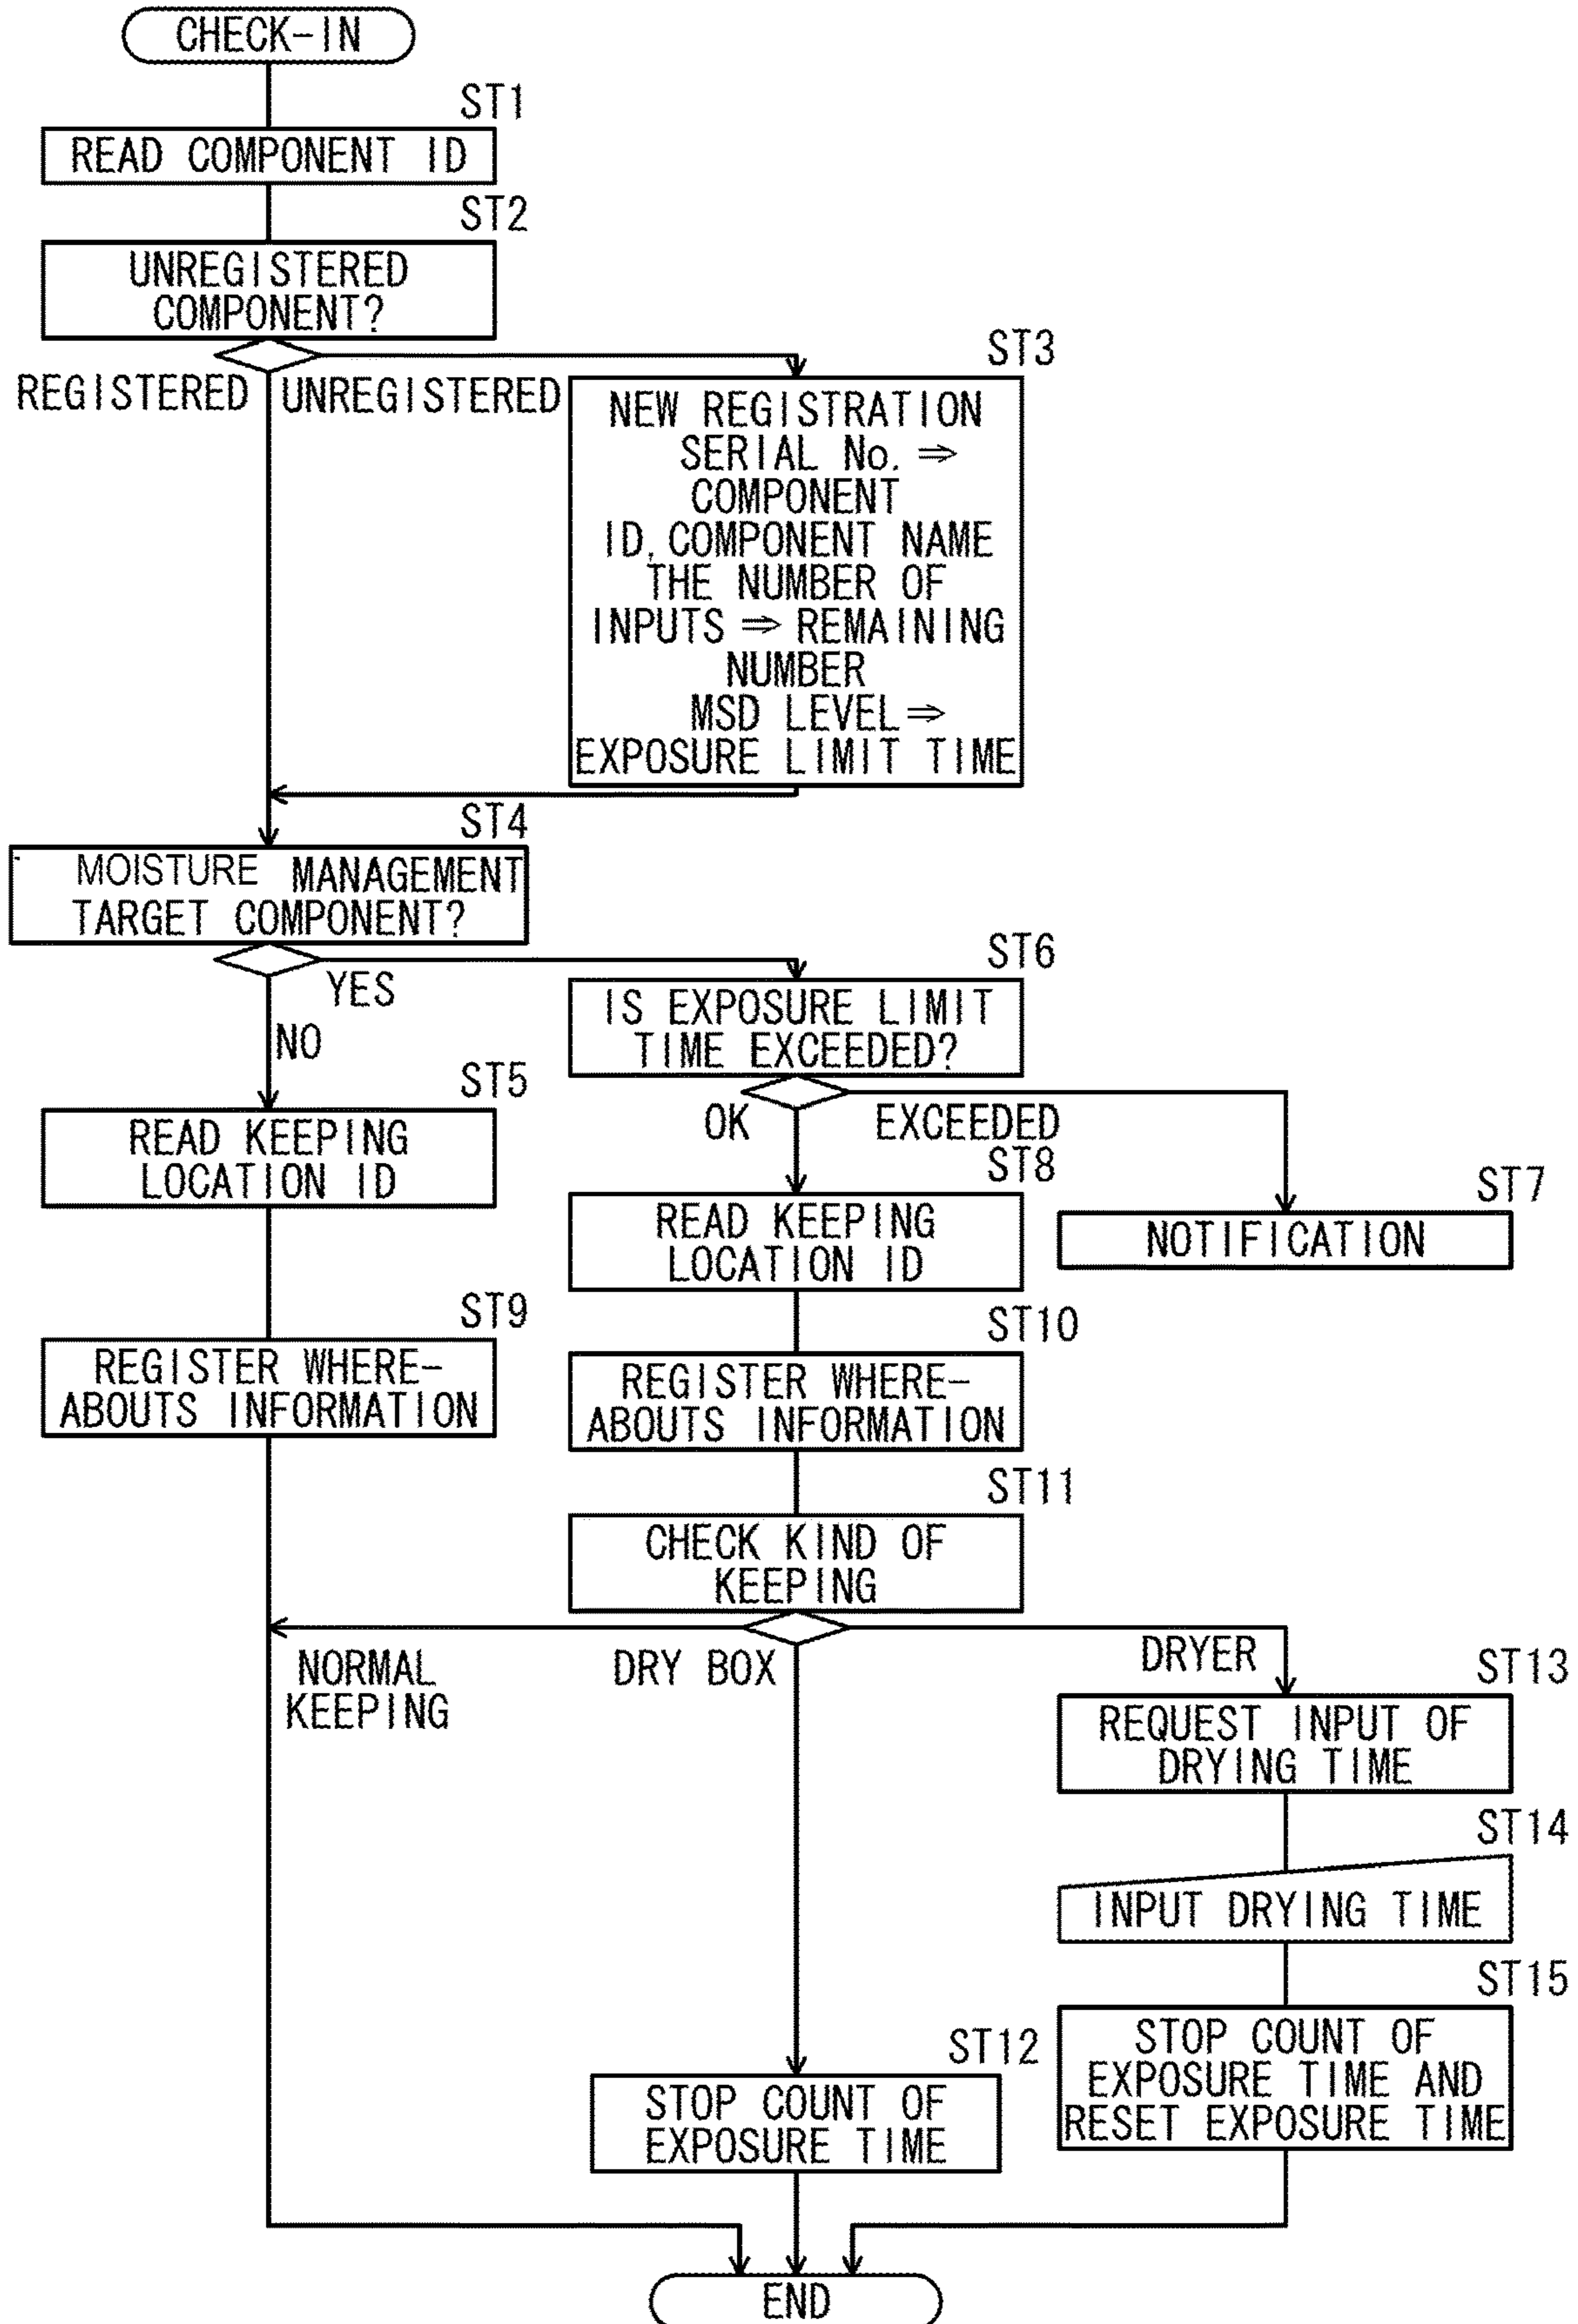 CHECK-IN
ST1
READ COMPONENT ID
ST2
UNREGISTERED
COMPONENT?
REGISTERED
UNREGISTERED
ST3
NEW REGISTRATION
SERIAL No. ⇒
COMPONENT
ID, COMPONENT NAME
THE NUMBER OF
INPUTS ⇒ REMAINING
NUMBER
MSD LEVEL ⇒
EXPOSURE LIMIT TIME
ST4
MOISTURE MANAGEMENT
TARGET COMPONENT?
YES
NO
ST6
IS EXPOSURE LIMIT
TIME EXCEEDED?
OK
EXCEEDED
ST5
READ KEEPING
LOCATION ID
ST8
READ KEEPING
LOCATION ID
ST7
NOTIFICATION
ST9
REGISTER WHERE-
ABOUTS INFORMATION
ST10
REGISTER WHERE-
ABOUTS INFORMATION
ST11
CHECK KIND OF
KEEPING
NORMAL
KEEPING
DRY BOX
DRYER
ST13
REQUEST INPUT OF
DRYING TIME
ST14
INPUT DRYING TIME
ST15
STOP COUNT OF
EXPOSURE TIME AND
RESET EXPOSURE TIME
ST12
STOP COUNT OF
EXPOSURE TIME
END